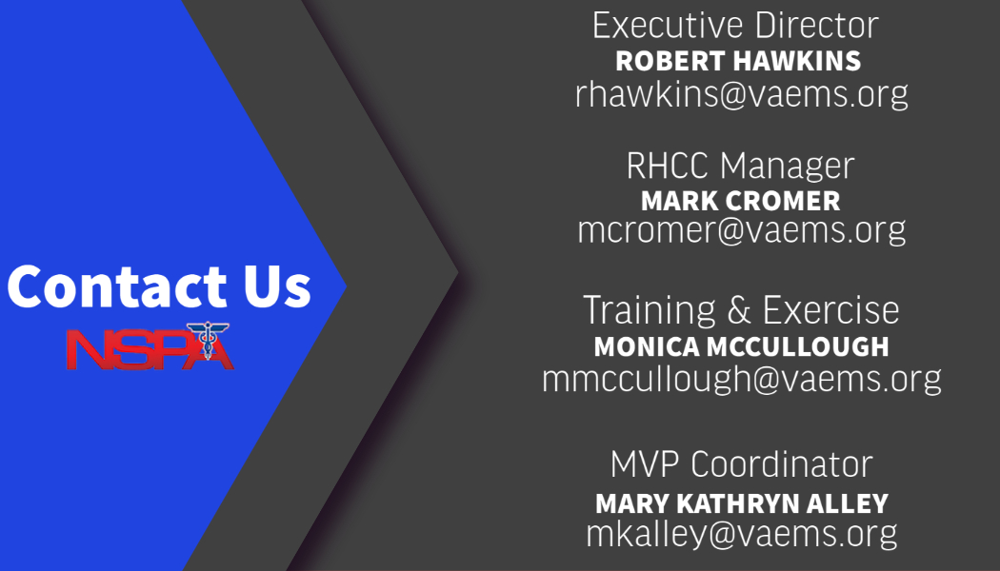 Contact Us
NSPA
Executive Director
ROBERT HAWKINS
rhawkins@vaems.org
RHCC Manager
MARK CROMER
mcromer@vaems.org
Training & Exercise
MONICA MCCULLOUGH
mmccullough@vaems.org
MVP Coordinator
MARY KATHRYN ALLEY
mkalley@vaems.org